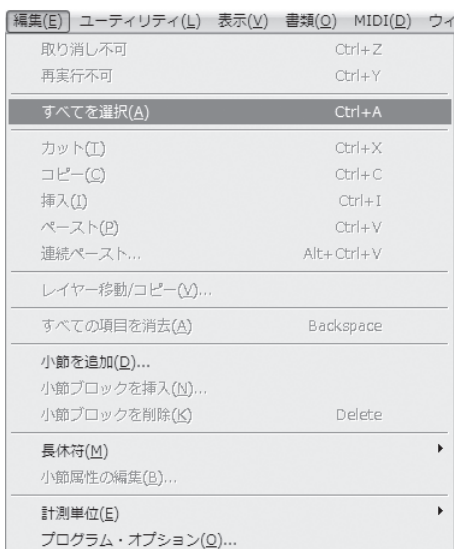 編集(E) ユーティリティ(L) 表示(V) 書類(O) MIDI(D) ウィ
取り消し不可 Ctrl+Z
再実行不可 Ctrl+Y
すべてを選択(A) Ctrl+A
カット(T) Ctrl+X
コピー(C) Ctrl+C
挿入(I) Ctrl+I
ペースト(P) Ctrl+V
連続ペースト... Alt+Ctrl+V
レイヤー移動/コピー(V)...
すべての項目を消去(A) Backspace
小節を追加(D)...
小節ブロックを挿入(N)...
小節ブロックを削除(K) Delete
長休符(M)
小節属性の編集(B)...
計測単位(E)
プログラム・オプション(O)...